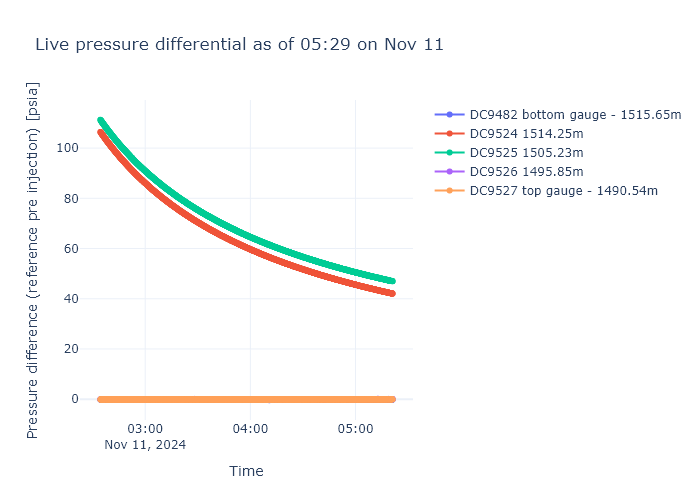 Live pressure differential as of 05:29 on Nov 11
Pressure difference (reference pre injection) [psia]
100
80
60
40
20
0
03:00
Nov 11, 2024
04:00
05:00
Time
DC9482 bottom gauge - 1515.65m
DC9524 1514.25m
DC9525 1505.23m
DC9526 1495.85m
DC9527 top gauge - 1490.54m